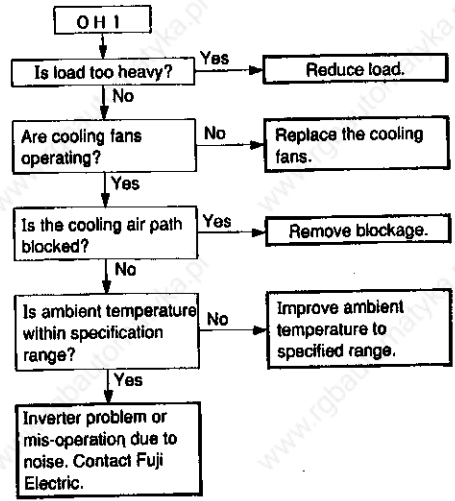 OH1
Is load too heavy?
Yes
Reduce load.
No
Are cooling fans
operating?
No
Replace the cooling
fans.
Yes
Is the cooling air path
blocked?
Yes
Remove blockage.
No
Is ambient temperature
within specification
range?
No
Improve ambient
temperature to
specified range.
Yes
Inverter problem or
mis-operation due to
noise. Contact Fuji
Electric.